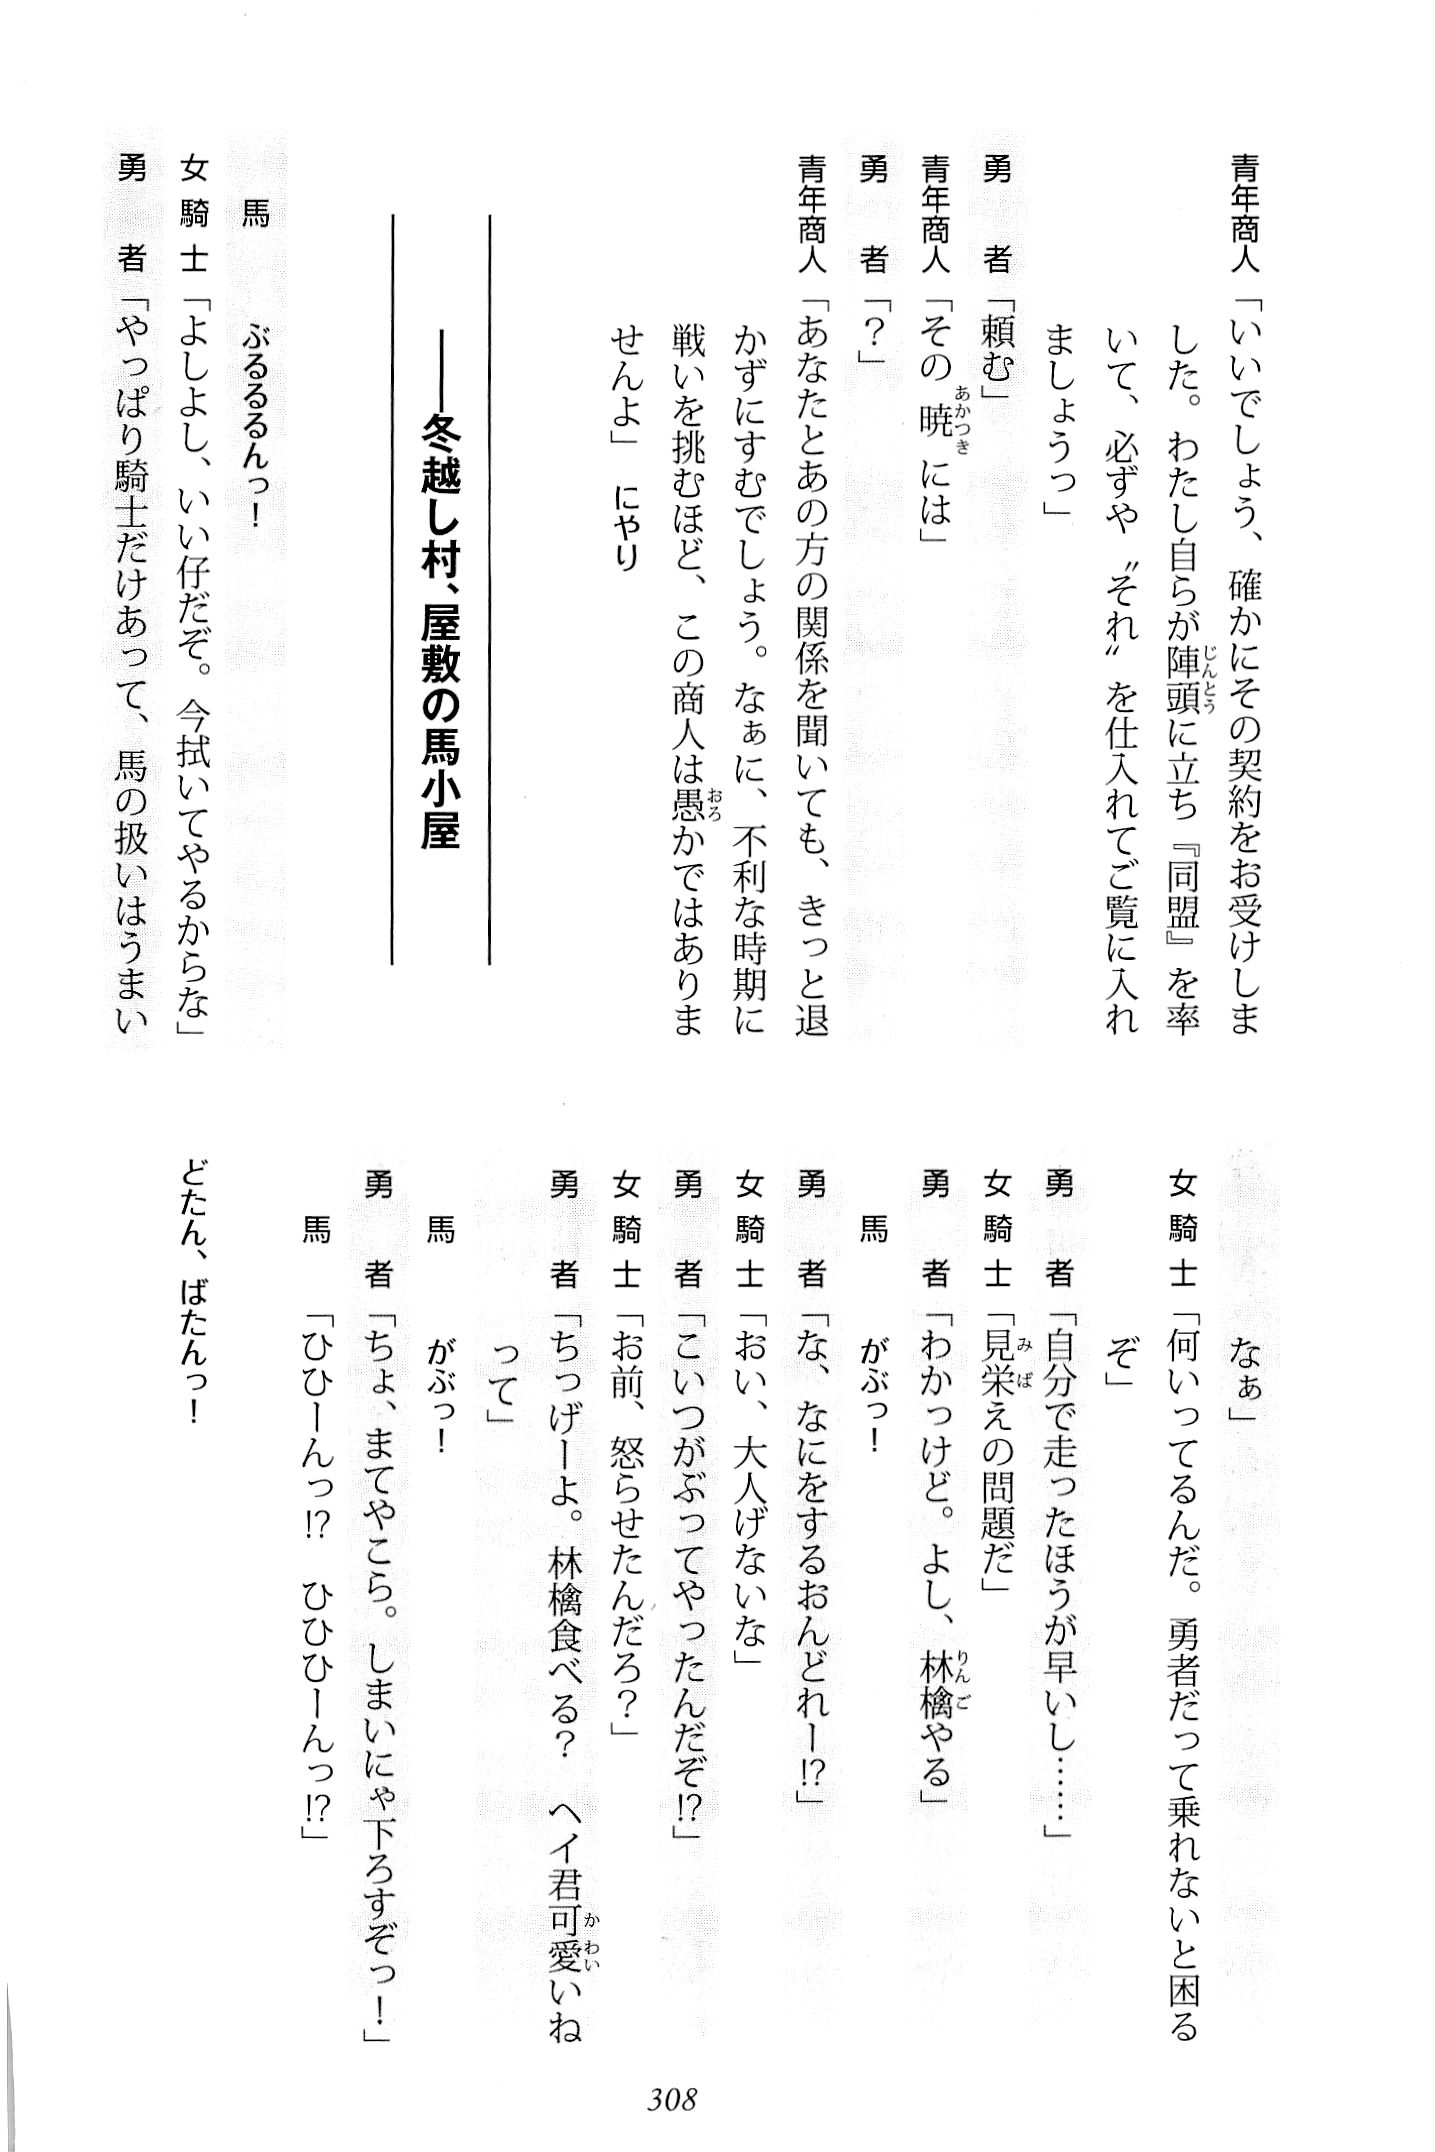 青年商人「いいでしょう、確かにその契約をお受けしま
した。わたし自らが陣頭に立ち『同盟』を率
いて、必ずや〝それ〟を仕入れてご覧に入れ
ましょうっ」
勇者「頼む」
青年商人「その暁には」
勇者「？」
青年商人「あなたとあの方の関係を聞いても、きっと退
かずにすむでしょう。なぁに、不利な時期に
戦いを挑むほど、この商人は愚かではありま
せんよ」　にやり
――冬越し村、屋敷の馬小屋
馬　ぶるるるんっ！
女騎士「よしよし、いい仔だぞ。今拭いてやるからな」
勇者「やっぱり騎士だけあって、馬の扱いはうまい
なぁ」
女騎士「何いってるんだ。勇者だって乗れないと困る
ぞ」
勇者「自分で走ったほうが早いし……」
女騎士「見栄えの問題だ」
勇者「わかっけど。よし、林檎やる」
馬　がぶっ！
勇者「な、なにをするおんどれー!?」
女騎士「おい、大人げないな」
勇者「こいつがぶってやったんだぞ!?」
女騎士「お前、怒らせたんだろ？」
勇者「ちっげーよ。林檎食べる？　ヘイ君可愛いね
って」
馬　がぶっ！
勇者「ちょ、まてやこら。しまいにゃ下ろすぞっ！」
馬「ひひーんっ!?　ひひひーんっ!?」
どたん、ばたんっ！
308